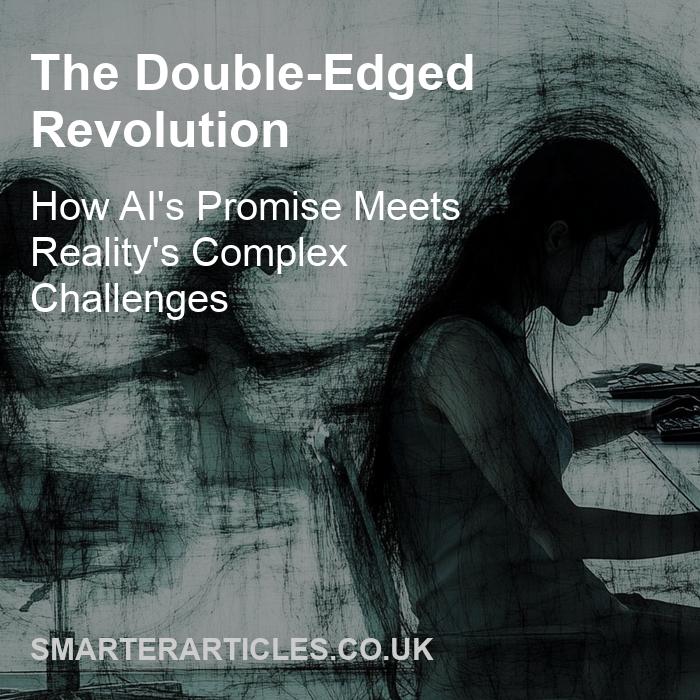 The Double-Edged
Revolution
How AI's Promise Meets
Reality's Complex
Challenges
SMARTERARTICLES.CO.UK